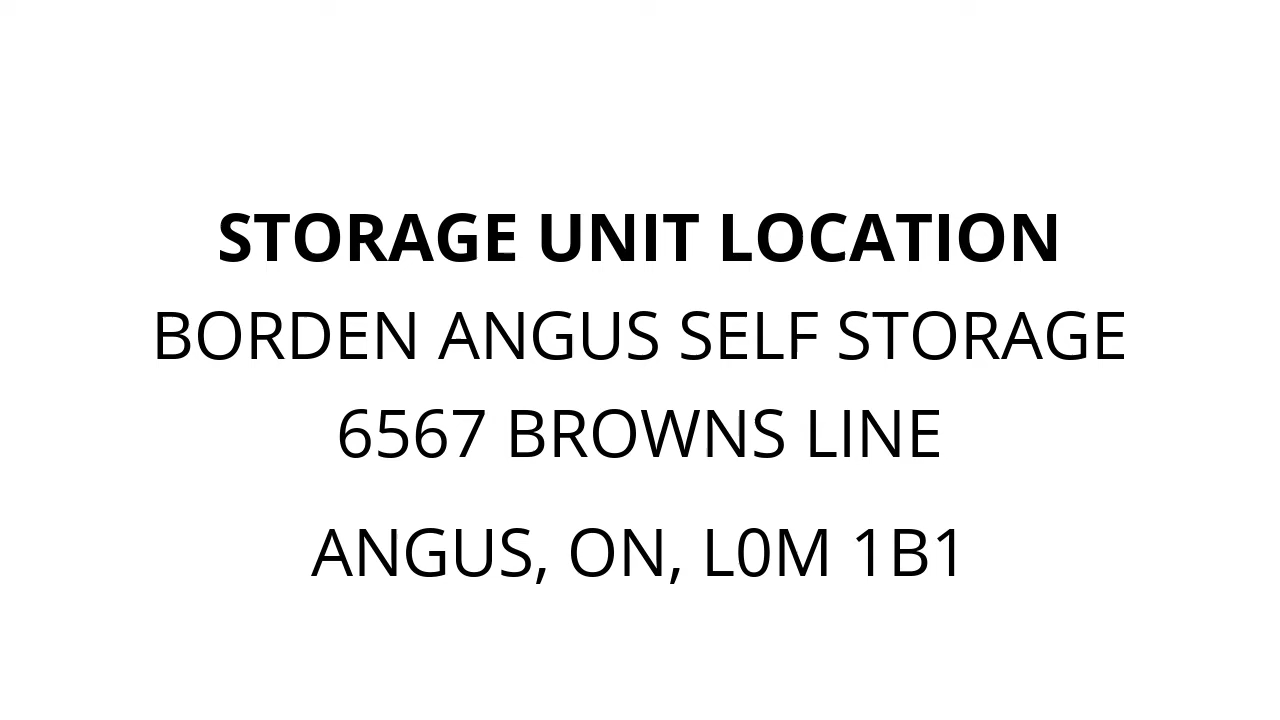 STORAGE UNIT LOCATION
BORDEN ANGUS SELF STORAGE
6567 BROWNS LINE
ANGUS, ON, L0M 1B1